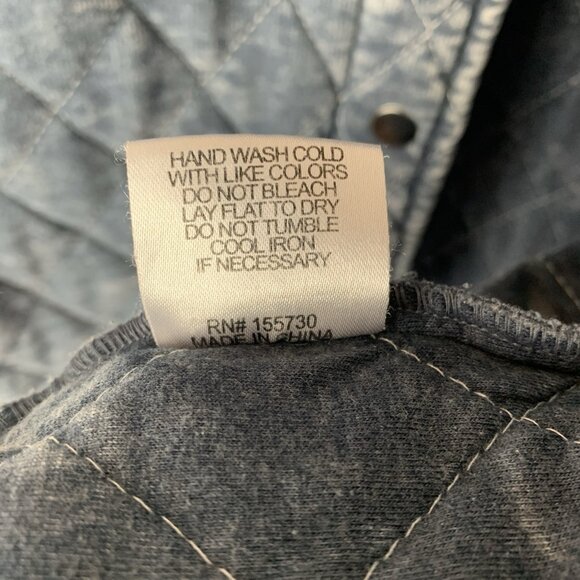 HAND WASH COLD
WITH LIKE COLORS
DO NOT BLEACH
LAY FLAT TO DRY
DO NOT TUMBLE
COOL IRON
IF NECESSARY
RN# 155730
MADE IN CHINA